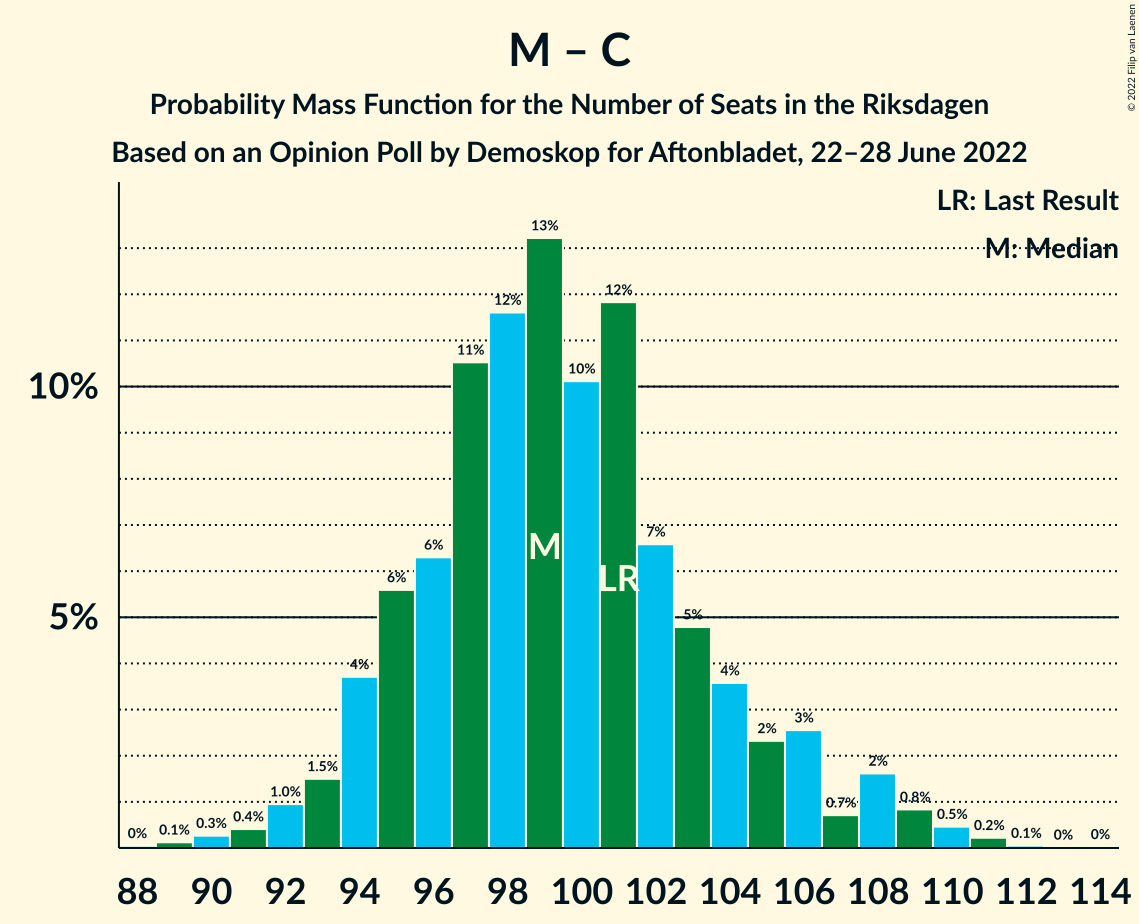 M – C
Probability Mass Function for the Number of Seats in the Riksdagen
Based on an Opinion Poll by Demoskop for Aftonbladet, 22–28 June 2022
© 2022 Filip van Laenen
LR: Last Result
M: Median
10%
5%
0% 0.1% 0.3% 0.4% 1.0% 1.5% 4% 6% 6% 11% 12% 13% 10% 12% 7% 5% 4% 2% 3% 0.7% 2% 0.8% 0.5% 0.2% 0.1% 0% 0%
M
LR
88 90 92 94 96 98 100 102 104 106 108 110 112 114